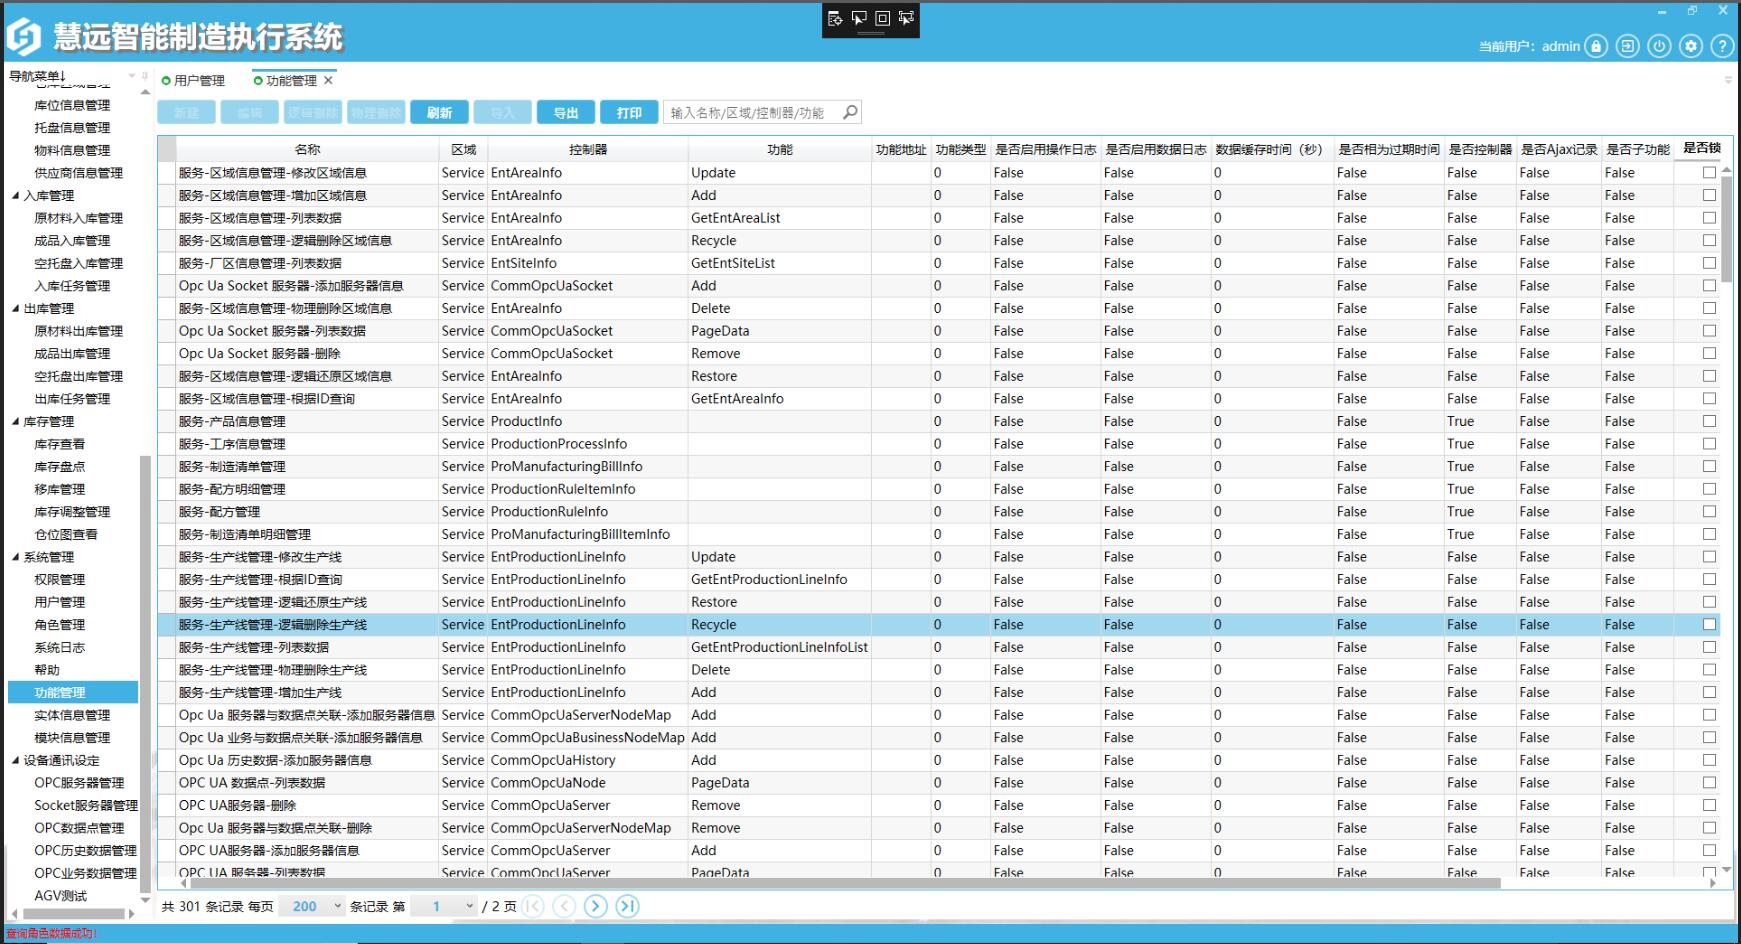 慧远智能制造执行系统
当前用户：admin
导航菜单
用户管理
功能管理
库位信息管理
托盘信息管理
物料信息管理
供应商信息管理
入库管理
原材料入库管理
成品入库管理
空托盘入库管理
入库任务管理
出库管理
原材料出库管理
成品出库管理
空托盘出库管理
出库任务管理
库存管理
库存查看
库存盘点
移库管理
库存调整管理
仓位图查看
系统管理
权限管理
用户管理
角色管理
系统日志
帮助
功能管理
实体信息管理
模块信息管理
设备通讯设定
OPC服务器管理
Socket服务器管理
OPC数据点管理
OPC历史数据管理
OPC业务数据管理
AGV测试
新建 编辑 逻辑删除 物理删除 刷新 导入 导出 打印 输入名称/区域/控制器/功能
名称 区域 控制器 功能 功能地址 功能类型 是否启用操作日志 是否启用数据日志 数据缓存时间（秒） 是否相为过期时间 是否控制器 是否Ajax记录 是否子功能 是否锁
服务-区域信息管理-修改区域信息 Service EntAreaInfo Update 0 False False 0 False False False False
服务-区域信息管理-增加区域信息 Service EntAreaInfo Add 0 False False 0 False False False False
服务-区域信息管理-列表数据 Service EntAreaInfo GetEntAreaList 0 False False 0 False False False False
服务-区域信息管理-逻辑删除区域信息 Service EntAreaInfo Recycle 0 False False 0 False False False False
服务-厂区信息管理-列表数据 Service EntSiteInfo GetEntSiteList 0 False False 0 False False False False
Opc Ua Socket 服务器-添加服务器信息 Service CommOpcUaSocket Add 0 False False 0 False False False False
服务-区域信息管理-物理删除区域信息 Service EntAreaInfo Delete 0 False False 0 False False False False
Opc Ua Socket 服务器-列表数据 Service CommOpcUaSocket PageData 0 False False 0 False False False False
Opc Ua Socket 服务器-删除 Service CommOpcUaSocket Remove 0 False False 0 False False False False
服务-区域信息管理-逻辑还原区域信息 Service EntAreaInfo Restore 0 False False 0 False False False False
服务-区域信息管理-根据ID查询 Service EntAreaInfo GetEntAreaInfo 0 False False 0 False False False False
服务-产品信息管理 Service ProductInfo 0 False False 0 False True False False
服务-工序信息管理 Service ProductionProcessInfo 0 False False 0 False True False False
服务-制造清单管理 Service ProManufacturingBillInfo 0 False False 0 False True False False
服务-配方明细管理 Service ProductionRuleItemInfo 0 False False 0 False True False False
服务-配方管理 Service ProductionRuleInfo 0 False False 0 False True False False
服务-制造清单明细管理 Service ProManufacturingBillItemInfo 0 False False 0 False True False False
服务-生产线管理-修改生产线 Service EntProductionLineInfo Update 0 False False 0 False False False False
服务-生产线管理-根据ID查询 Service EntProductionLineInfo GetEntProductionLineInfo 0 False False 0 False False False False
服务-生产线管理-逻辑还原生产线 Service EntProductionLineInfo Restore 0 False False 0 False False False False
服务-生产线管理-逻辑删除生产线 Service EntProductionLineInfo Recycle 0 False False 0 False False False False
服务-生产线管理-列表数据 Service EntProductionLineInfo GetEntProductionLineInfoList 0 False False 0 False False False False
服务-生产线管理-物理删除生产线 Service EntProductionLineInfo Delete 0 False False 0 False False False False
服务-生产线管理-增加生产线 Service EntProductionLineInfo Add 0 False False 0 False False False False
Opc Ua 服务器与数据点关联-添加服务器信息 Service CommOpcUaServerNodeMap Add 0 False False 0 False False False False
Opc Ua 业务与数据点关联-添加服务器信息 Service CommOpcUaBusinessNodeMap Add 0 False False 0 False False False False
Opc Ua 历史数据-添加服务器信息 Service CommOpcUaHistory Add 0 False False 0 False False False False
OPC UA 数据点-列表数据 Service CommOpcUaNode PageData 0 False False 0 False False False False
OPC UA服务器-删除 Service CommOpcUaServer Remove 0 False False 0 False False False False
Opc Ua 服务器与数据点关联-删除 Service CommOpcUaServerNodeMap Remove 0 False False 0 False False False False
OPC UA服务器-添加服务器信息 Service CommOpcUaServer Add 0 False False 0 False False False False
OPC UA 服务器-列表数据 Service CommOpcUaServer PageData 0 False False 0 False False False False
共 301 条记录 每页 200 条记录 第 1 / 2 页
查询角色数据成功!